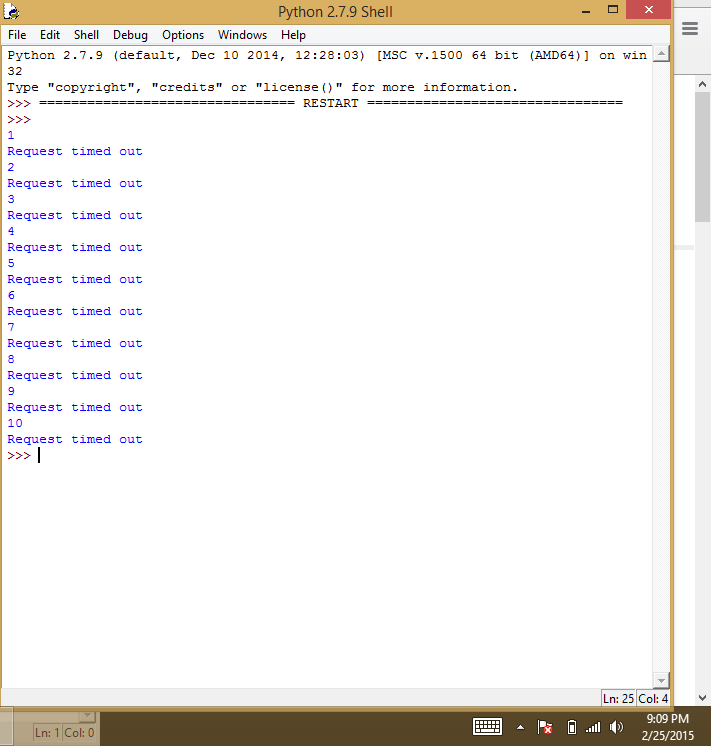 Python 2.7.9 Shell
File Edit Shell Debug Options Windows Help
Python 2.7.9 (default, Dec 10 2014, 12:28:03) [MSC v.1500 64 bit (AMD64)] on win
32
Type "copyright", "credits" or "license()" for more information.
>>> ================================ RESTART ================================
>>>
1
Request timed out
2
Request timed out
3
Request timed out
4
Request timed out
5
Request timed out
6
Request timed out
7
Request timed out
8
Request timed out
9
Request timed out
10
Request timed out
>>>
Ln: 25 Col: 4
Ln: 1 Col: 0
9:09 PM
2/25/2015